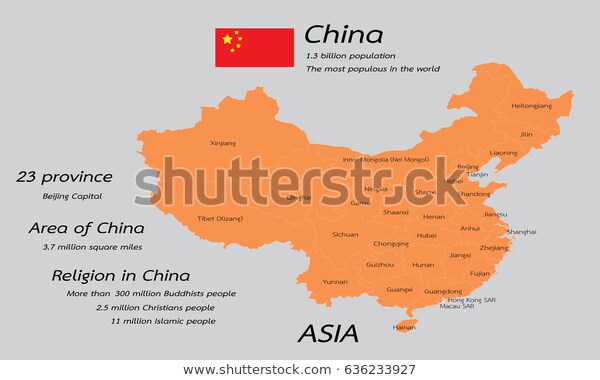 China
1.3 billion population
The most populous in the world
23 province
Beijing Capital
Area of China
3.7 million square miles
Religion in China
More than 300 million Buddhists people
2.5 million Christians people
11 million Islamic people
ASIA
Heilongjiang
Jilin
Liaoning
Xinjiang
Inner Mongolia (Nei Mongol)
Beijing
Tianjin
Hebei
Ningxia
Shanxi
Shandong
Qinghai
Gansu
Shaanxi
Henan
Jiangsu
Tibet (Xizang)
Anhui
Shanghai
Sichuan
Hubei
Chongqing
Zhejiang
Jiangxi
Guizhou
Hunan
Fujian
Yunnan
Guangxi
Guangdong
Hong Kong SAR
Macau SAR
Hainan
shutterstock
www.shutterstock.com · 636233927